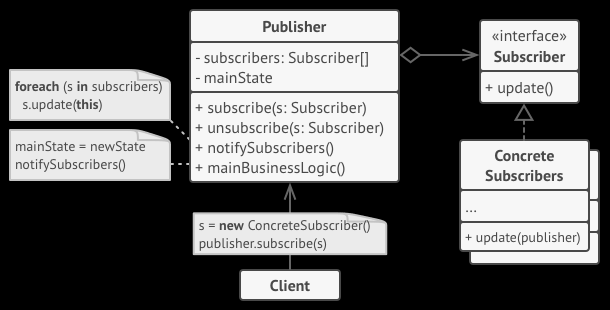 Publisher
- subscribers: Subscriber[]
- mainState
+ subscribe(s: Subscriber)
+ unsubscribe(s: Subscriber)
+ notifySubscribers()
+ mainBusinessLogic()
foreach (s in subscribers)
s.update(this)
mainState = newState
notifySubscribers()
«interface»
Subscriber
+ update()
Concrete
Subscribers
...
+ update(publisher)
s = new ConcreteSubscriber()
publisher.subscribe(s)
Client